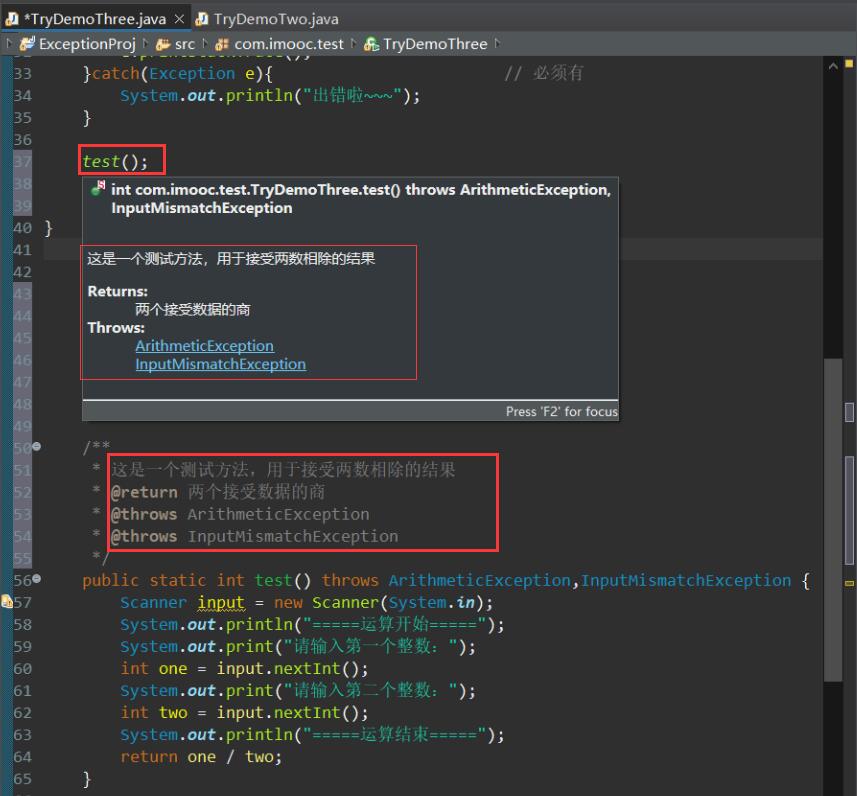 *TryDemoThree.java TryDemoTwo.java
ExceptionProj src com.imooc.test TryDemoThree
33 }catch(Exception e){ // 必须有
34 System.out.println("出错啦~~~");
35 }
36
37 test();
38 int com.imooc.test.TryDemoThree.test() throws ArithmeticException,
39 InputMismatchException
40 }
41
42 这是一个测试方法，用于接受两数相除的结果
43 Returns:
44 两个接受数据的商
45 Throws:
46 ArithmeticException
47 InputMismatchException
48
49 Press 'F2' for focus
50 /**
51 * 这是一个测试方法，用于接受两数相除的结果
52 * @return 两个接受数据的商
53 * @throws ArithmeticException
54 * @throws InputMismatchException
55 */
56 public static int test() throws ArithmeticException,InputMismatchException {
57 Scanner input = new Scanner(System.in);
58 System.out.println("=====运算开始=====");
59 System.out.print("请输入第一个整数：");
60 int one = input.nextInt();
61 System.out.print("请输入第二个整数：");
62 int two = input.nextInt();
63 System.out.println("=====运算结束=====");
64 return one / two;
65 }